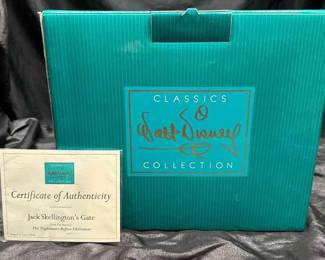 CLASSICS
Walt Disney
COLLECTION
Certificate of Authenticity
Jack Skellington's Gate
The Nightmare Before Christmas